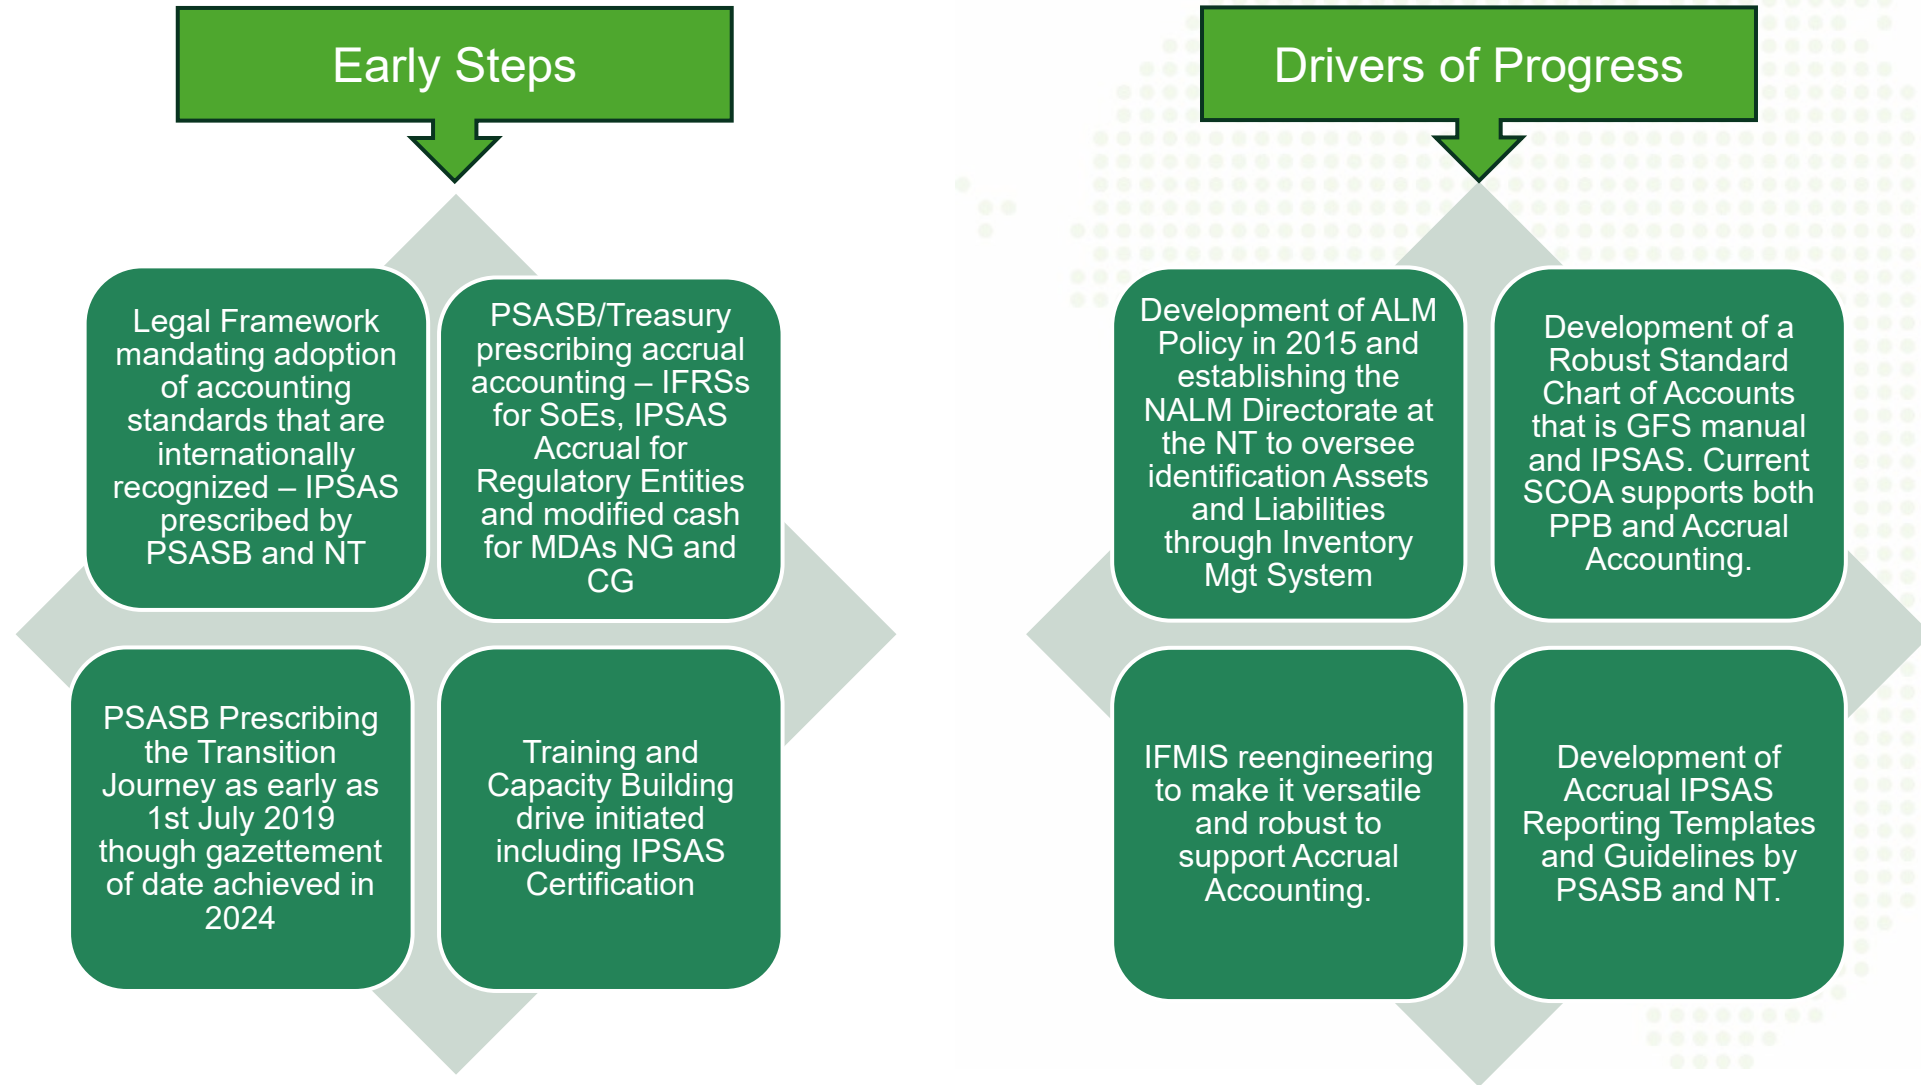 Early Steps
Legal Framework
mandating adoption
of accounting
standards that are
internationally
recognized – IPSAS
prescribed by
PSASB and NT
PSASB/Treasury
prescribing accrual
accounting – IFRSs
for SoEs, IPSAS
Accrual for
Regulatory Entities
and modified cash
for MDAs NG and
CG
PSASB Prescribing
the Transition
Journey as early as
1st July 2019
though gazettement
of date achieved in
2024
Training and
Capacity Building
drive initiated
including IPSAS
Certification
Drivers of Progress
Development of ALM
Policy in 2015 and
establishing the
NALM Directorate at
the NT to oversee
identification Assets
and Liabilities
through Inventory
Mgt System
Development of a
Robust Standard
Chart of Accounts
that is GFS manual
and IPSAS. Current
SCOA supports both
PPB and Accrual
Accounting.
IFMIS reengineering
to make it versatile
and robust to
support Accrual
Accounting.
Development of
Accrual IPSAS
Reporting Templates
and Guidelines by
PSASB and NT.